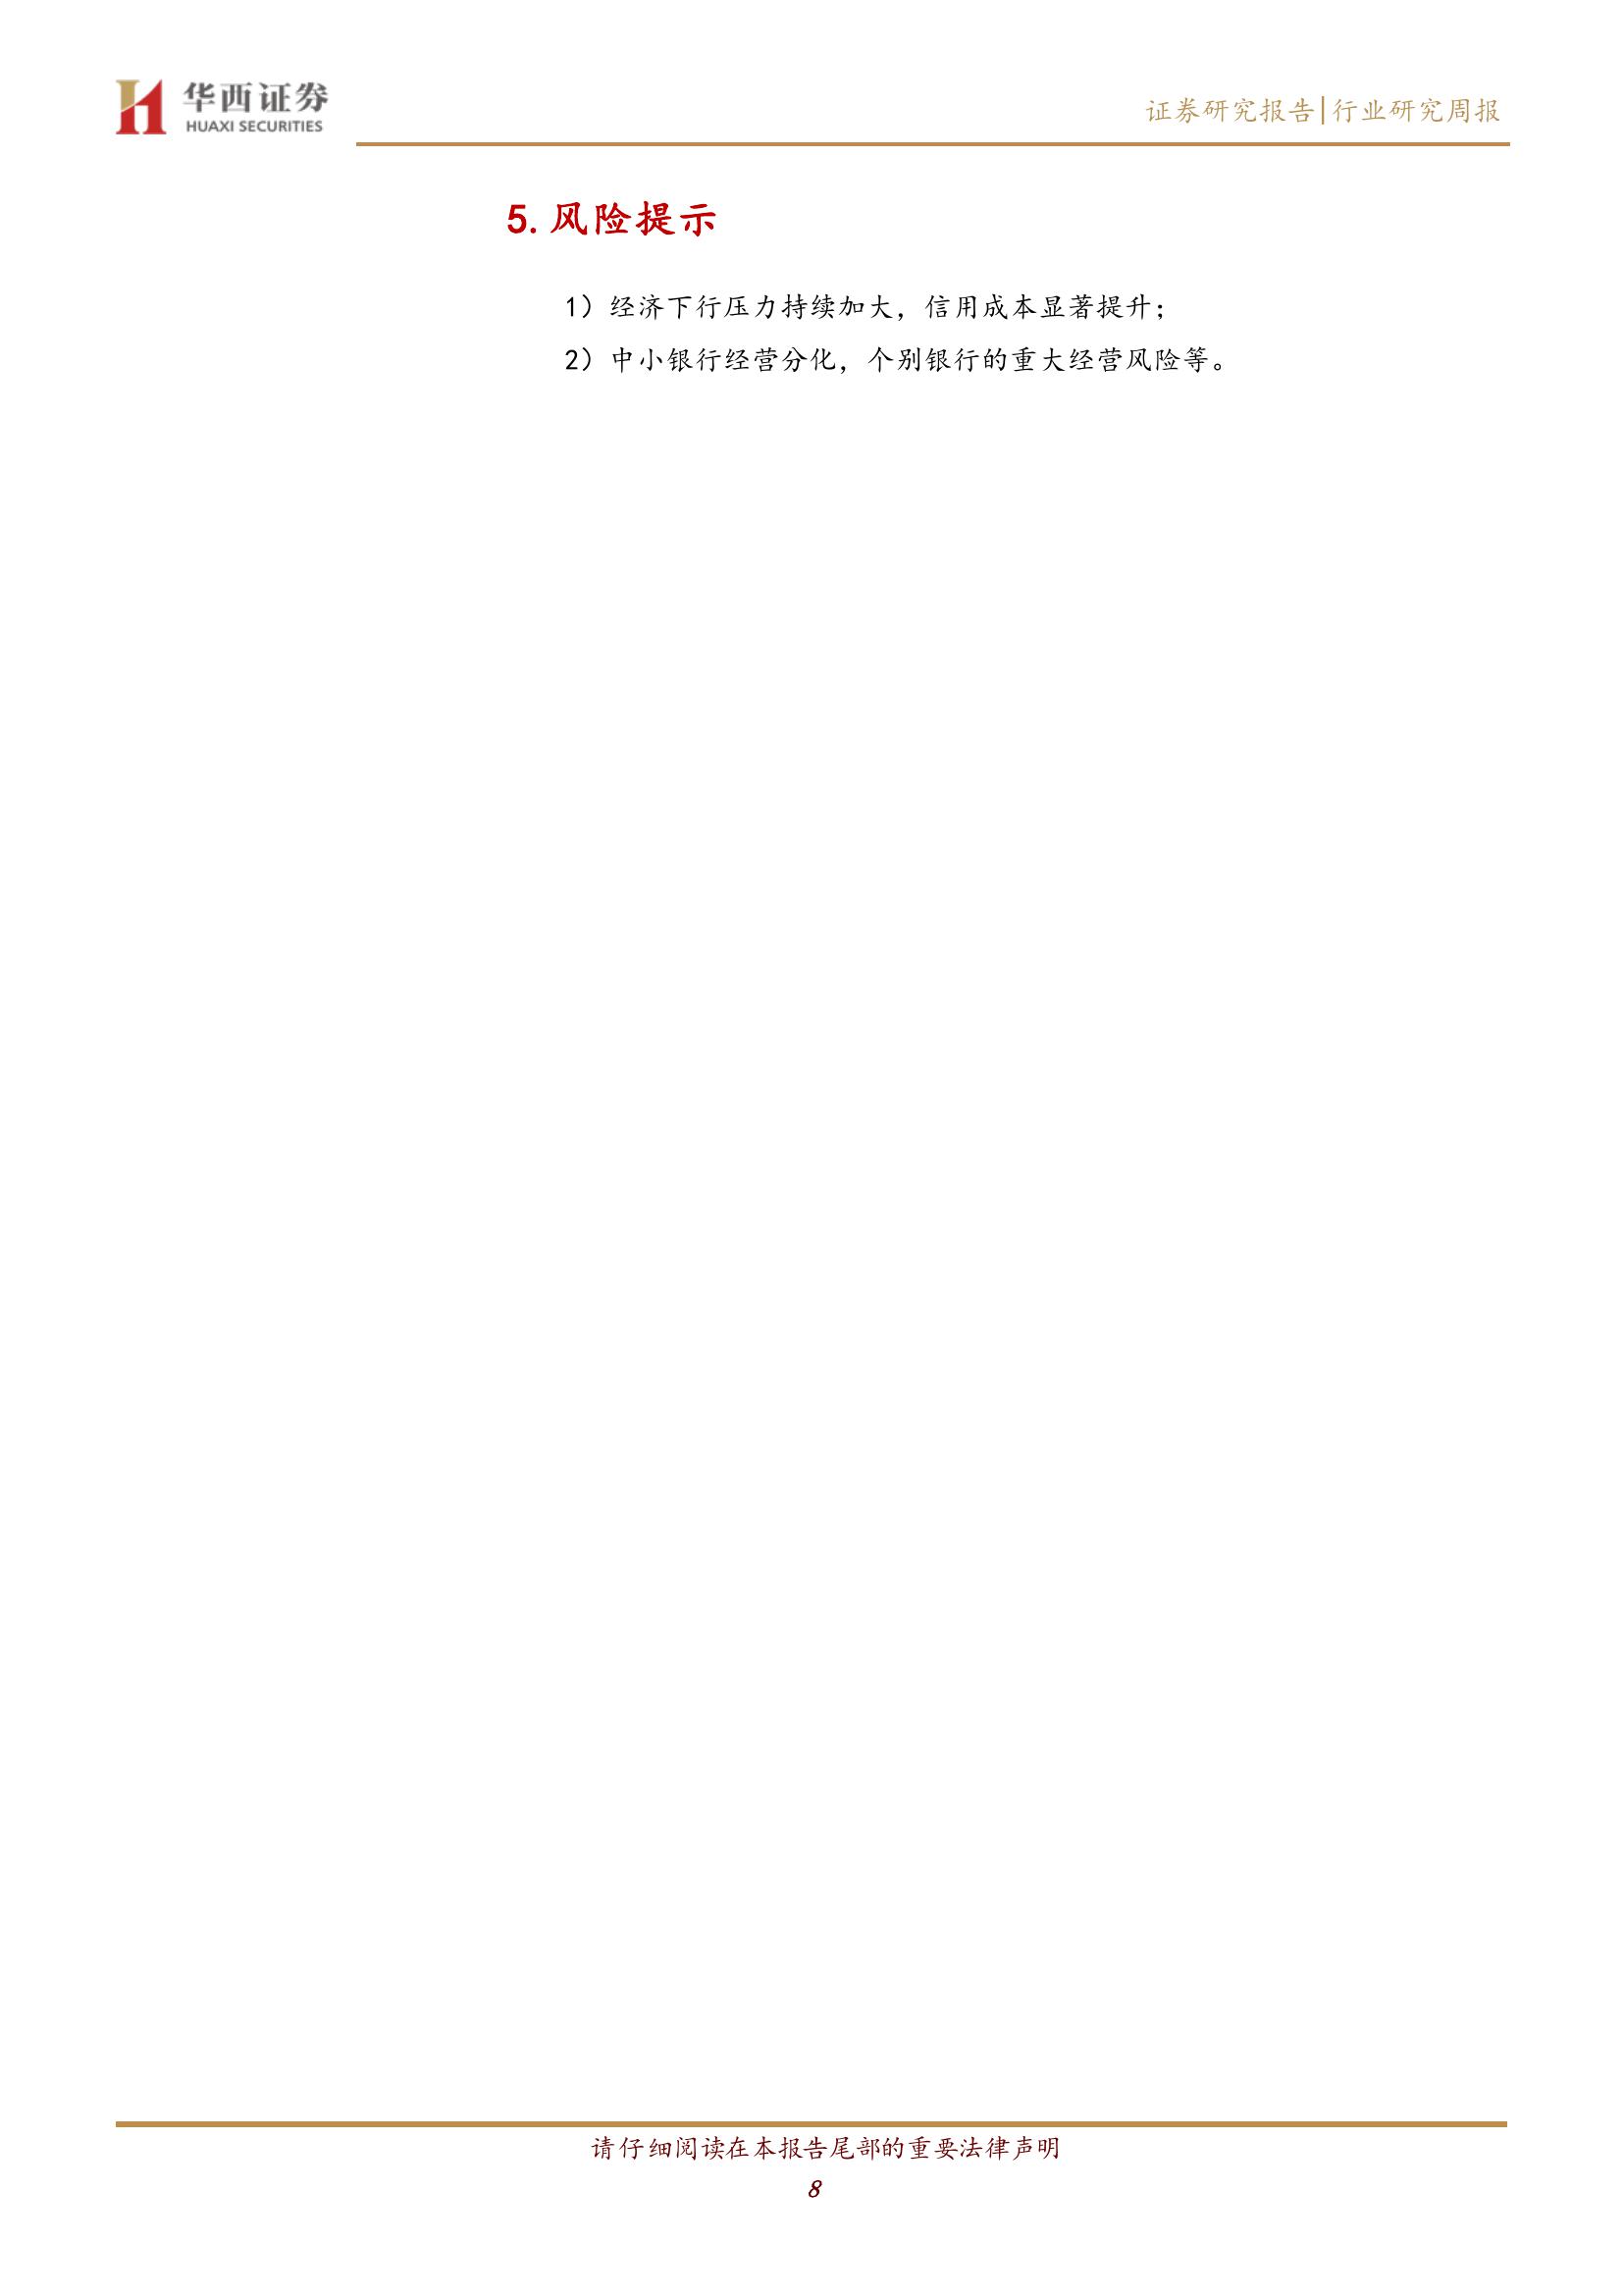 华西证券
HUAXI SECURITIES
证券研究报告|行业研究周报
5.风险提示
1）经济下行压力持续加大，信用成本显著提升；
2）中小银行经营分化，个别银行的重大经营风险等。
请仔细阅读在本报告尾部的重要法律声明
8